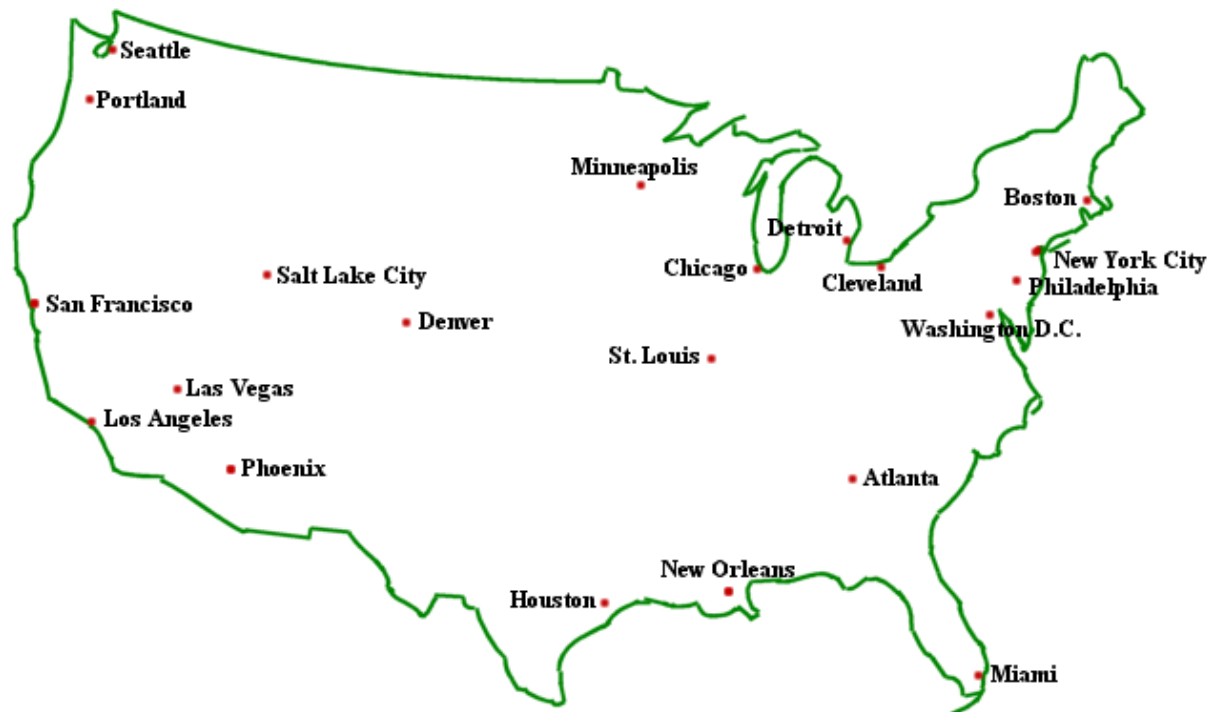 Seattle
Portland
Minneapolis
Boston
Detroit
New York City
Chicago
Salt Lake City
Cleveland
Philadelphia
San Francisco
Denver
Washington D.C.
St. Louis
Las Vegas
Los Angeles
Phoenix
Atlanta
New Orleans
Houston
Miami